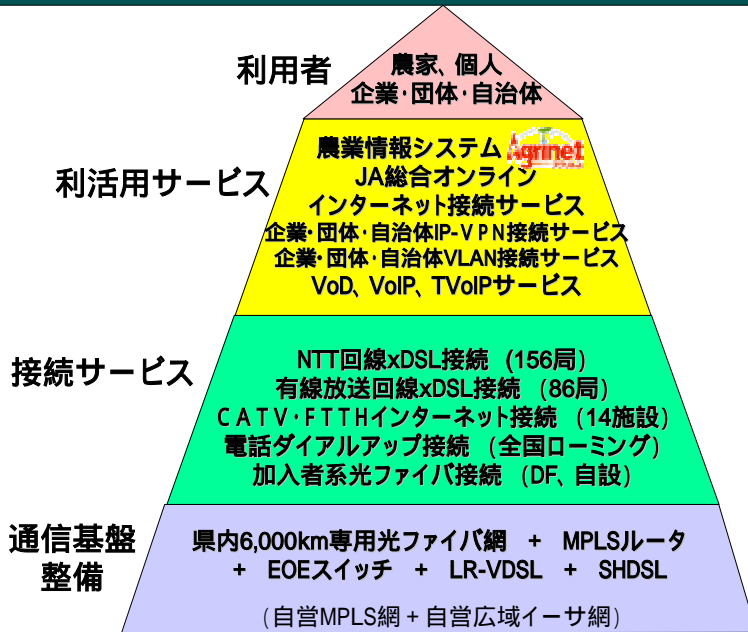 利用者
農家、個人
企業・団体・自治体
利活用サービス
農業情報システム Agrinet
JA総合オンライン
インターネット接続サービス
企業・団体・自治体IP-VPN接続サービス
企業・団体・自治体VLAN接続サービス
VoD、VoIP、TVoIPサービス
接続サービス
NTT回線xDSL接続 (156局)
有線放送回線xDSL接続 (86局)
CATV・FTTHインターネット接続 (14施設)
電話ダイアルアップ接続 (全国ローミング)
加入者系光ファイバ接続 (DF、自設)
通信基盤
整備
県内6,000km専用光ファイバ網 + MPLSルータ
+ EOEスイッチ + LR-VDSL + SHDSL
(自営MPLS網+自営広域イーサ網)